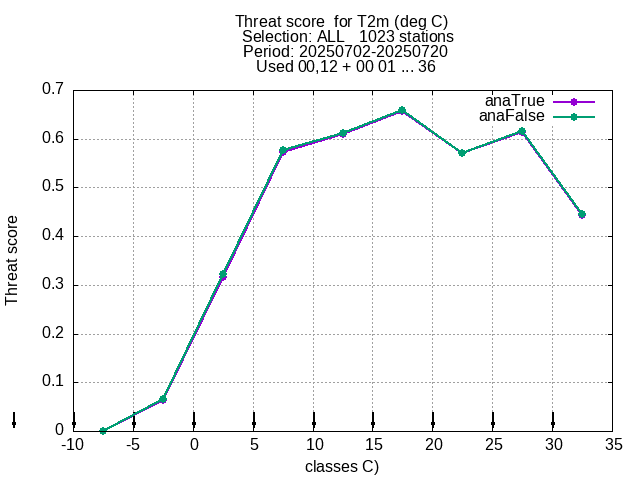 Threat score  for T2m (deg C)
Selection: ALL   1023 stations
Period: 20250702-20250720
Used 00,12 + 00 01 ... 36
anaTrue
anaFalse
Threat score
0.7
0.6
0.5
0.4
0.3
0.2
0.1
0
-10 -5 0 5 10 15 20 25 30 35
classes C)